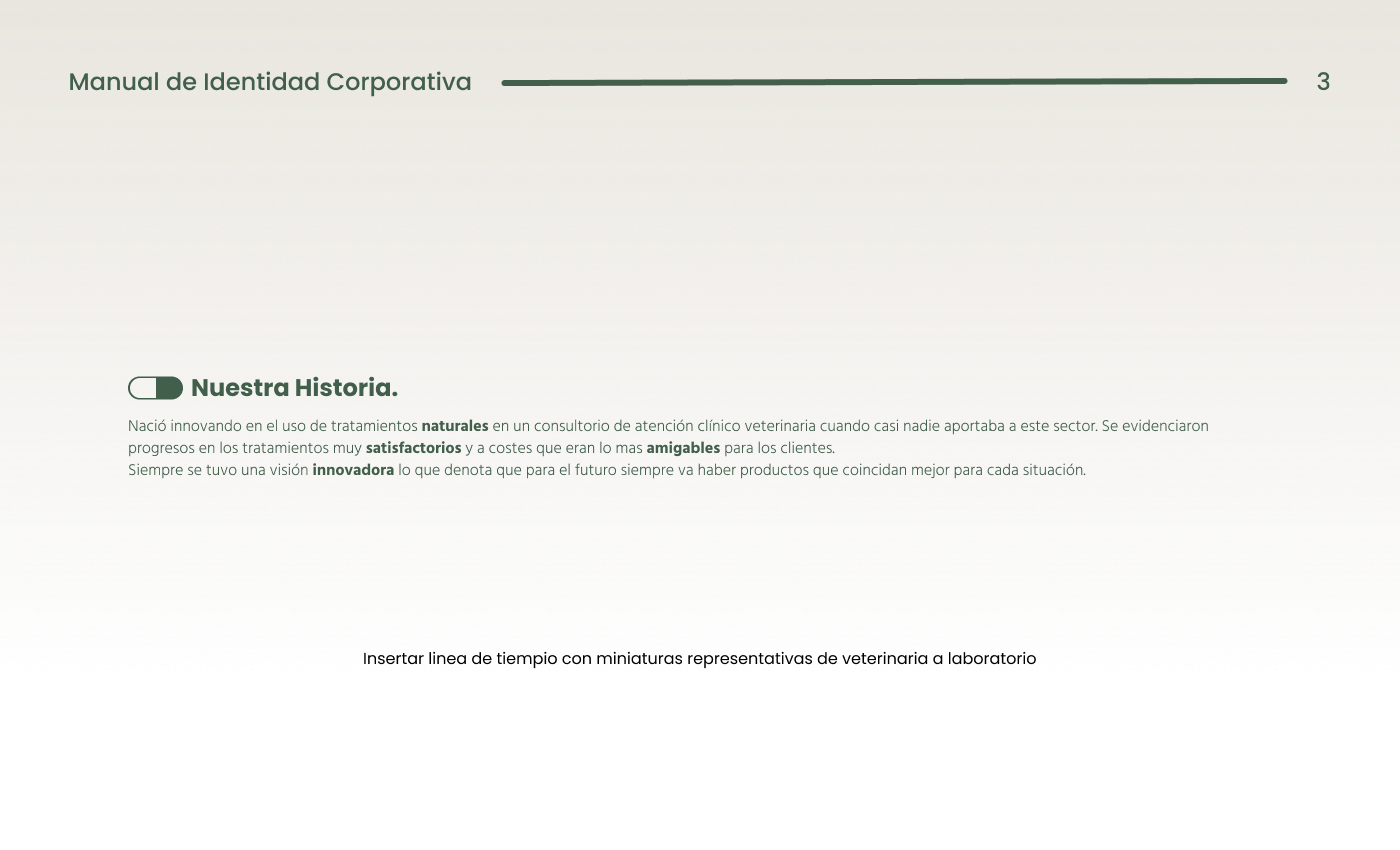 Manual de Identidad Corporativa
3
Nuestra Historia.
Nació innovando en el uso de tratamientos naturales en un consultorio de atención clínico veterinaria cuando casi nadie aportaba a este sector. Se evidenciaron
progresos en los tratamientos muy satisfactorios y a costes que eran lo mas amigables para los clientes.
Siempre se tuvo una visión innovadora lo que denota que para el futuro siempre va haber productos que coincidan mejor para cada situación.
Insertar linea de tiempio con miniaturas representativas de veterinaria a laboratorio